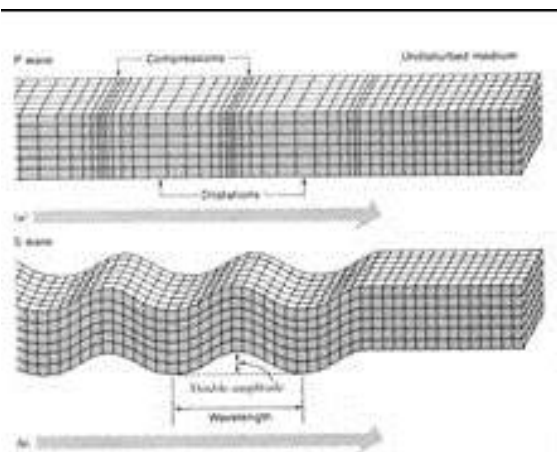 P wave
Compressions
Undisturbed medium
Dilatations
(a)
S wave
Double amplitude
Wavelength
(b)